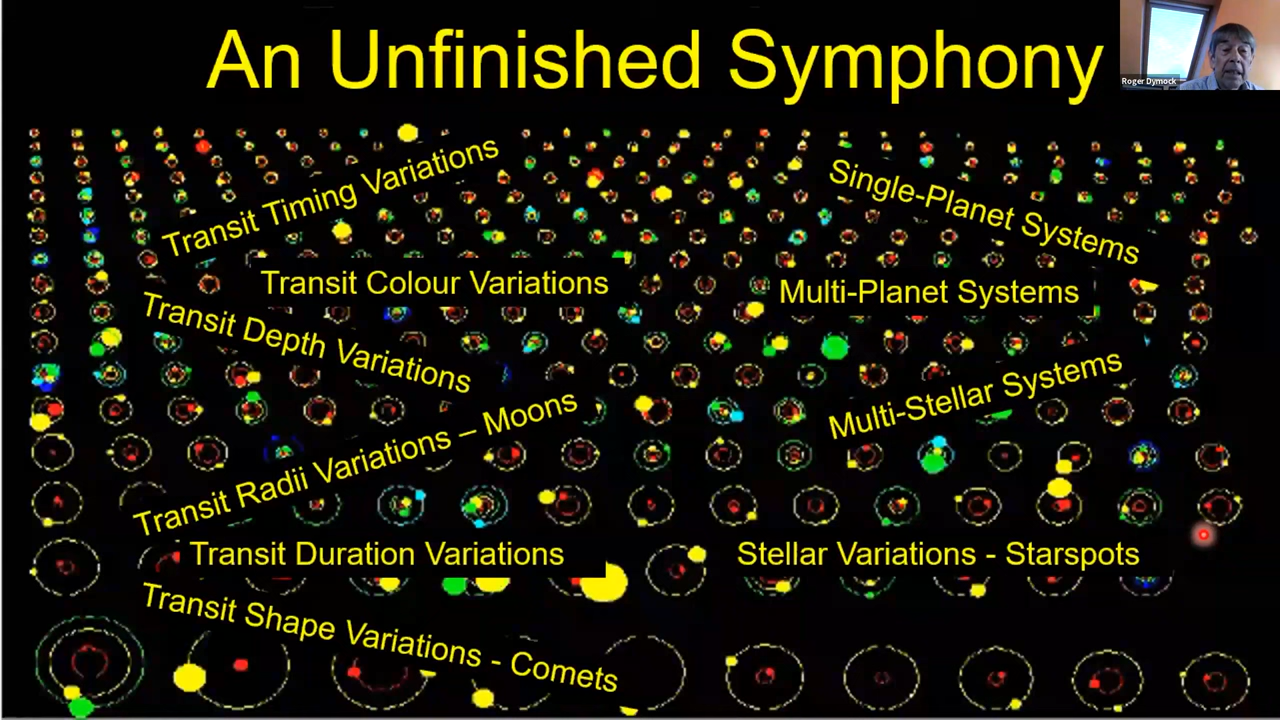 An Unfinished Symphony
Roger Dymock
Transit Timing Variations
Single-Planet Systems
Transit Colour Variations
Multi-Planet Systems
Transit Depth Variations
Multi-Stellar Systems
Transit Radii Variations – Moons
Transit Duration Variations
Stellar Variations - Starspots
Transit Shape Variations - Comets